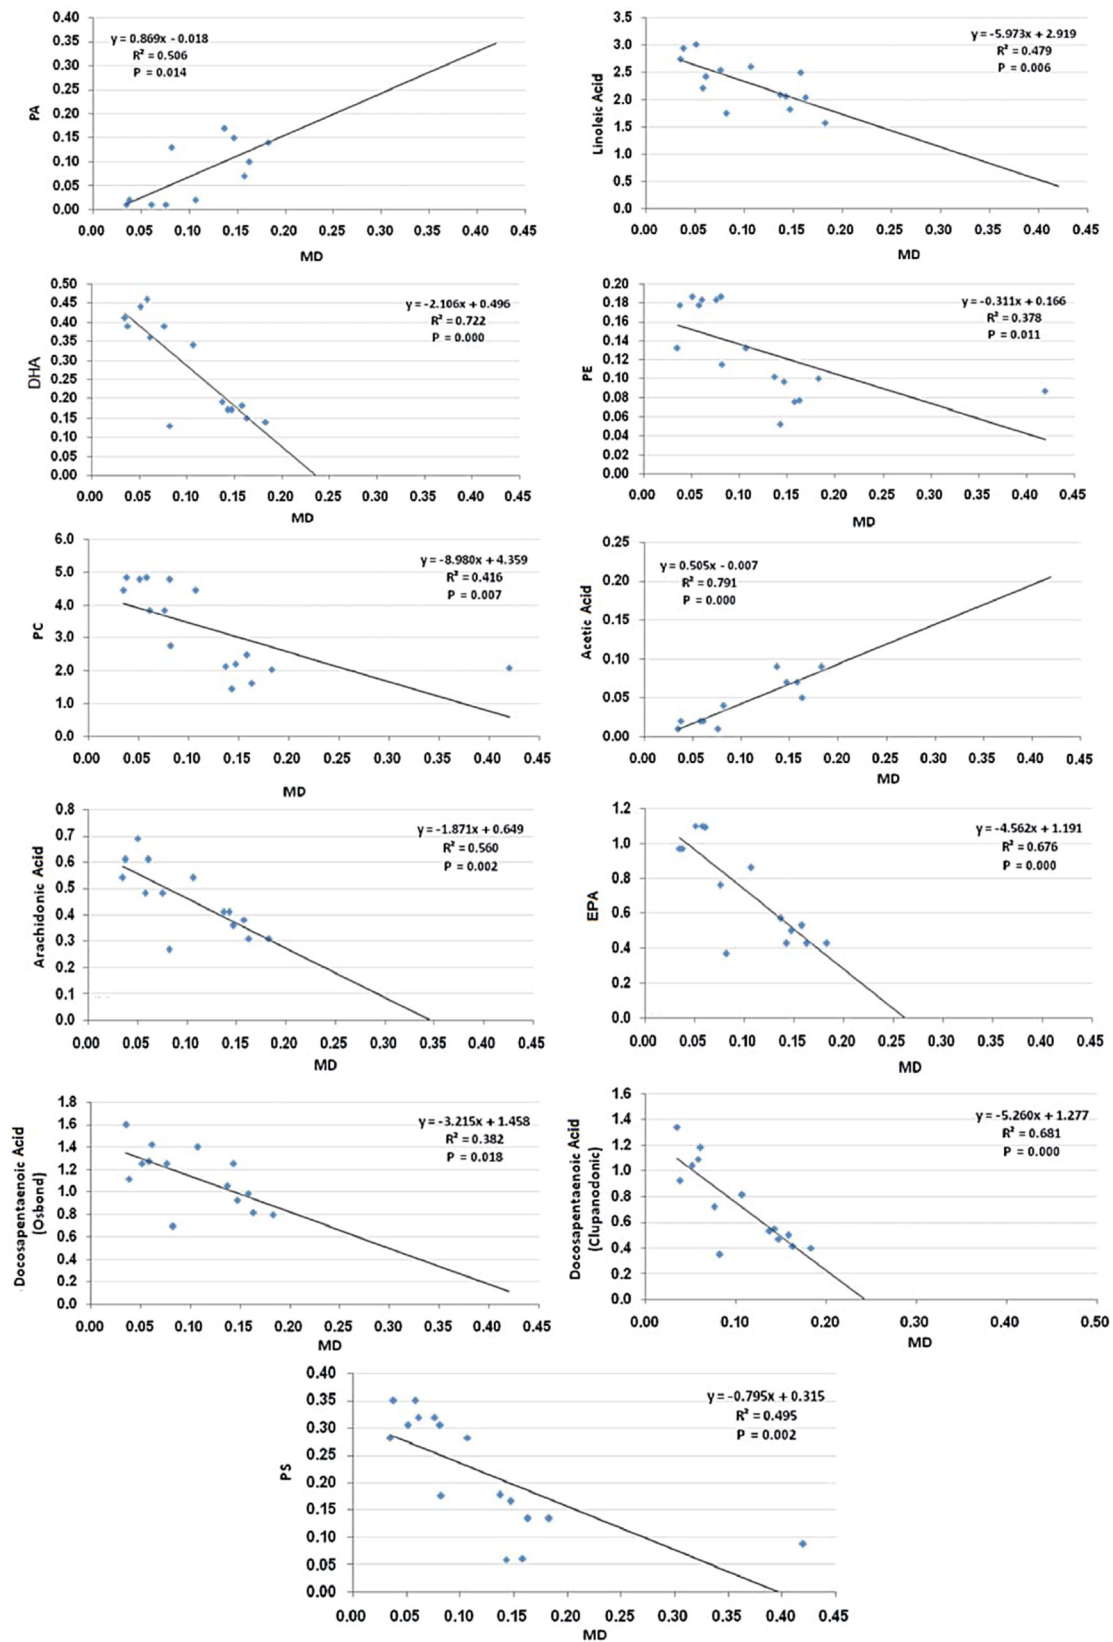 0.40
0.35
0.30
0.25
0.20
0.15
0.10
0.05
0.00
PA
y = 0.869x - 0.018
R² = 0.506
P = 0.014
0.00 0.05 0.10 0.15 0.20 0.25 0.30 0.35 0.40 0.45
MD
3.5
3.0
2.5
2.0
1.5
1.0
0.5
0.0
Linoleic Acid
y = -5.973x + 2.919
R² = 0.479
P = 0.006
0.00 0.05 0.10 0.15 0.20 0.25 0.30 0.35 0.40 0.45
MD
0.50
0.45
0.40
0.35
0.30
0.25
0.20
0.15
0.10
0.05
0.00
DHA
y = -2.106x + 0.496
R² = 0.722
P = 0.000
0.00 0.05 0.10 0.15 0.20 0.25 0.30 0.35 0.40 0.45
MD
0.20
0.18
0.16
0.14
0.12
0.10
0.08
0.06
0.04
0.02
0.00
PE
y = -0.311x + 0.166
R² = 0.378
P = 0.011
0.00 0.05 0.10 0.15 0.20 0.25 0.30 0.35 0.40 0.45
MD
6.0
5.0
4.0
3.0
2.0
1.0
0.0
PC
y = -8.980x + 4.359
R² = 0.416
P = 0.007
0.00 0.05 0.10 0.15 0.20 0.25 0.30 0.35 0.40 0.45
MD
0.25
0.20
0.15
0.10
0.05
0.00
Acetic Acid
y = 0.505x - 0.007
R² = 0.791
P = 0.000
0.00 0.05 0.10 0.15 0.20 0.25 0.30 0.35 0.40 0.45
MD
0.8
0.7
0.6
0.5
0.4
0.3
0.2
0.1
0.0
Arachidonic Acid
y = -1.871x + 0.649
R² = 0.560
P = 0.002
0.00 0.05 0.10 0.15 0.20 0.25 0.30 0.35 0.40 0.45
MD
1.2
1.0
0.8
0.6
0.4
0.2
0.0
EPA
y = -4.562x + 1.191
R² = 0.676
P = 0.000
0.00 0.05 0.10 0.15 0.20 0.25 0.30 0.35 0.40 0.45
MD
1.8
1.6
1.4
1.2
1.0
0.8
0.6
0.4
0.2
0.0
Docosapentaenoic Acid
(Osbond)
y = -3.215x + 1.458
R² = 0.382
P = 0.018
0.00 0.05 0.10 0.15 0.20 0.25 0.30 0.35 0.40 0.45
MD
1.6
1.4
1.2
1.0
0.8
0.6
0.4
0.2
0.0
Docosapentaenoic Acid
(Clupanodonic)
y = -5.260x + 1.277
R² = 0.681
P = 0.000
0.00 0.10 0.20 0.30 0.40 0.50
MD
0.40
0.35
0.30
0.25
0.20
0.15
0.10
0.05
0.00
PS
y = -0.795x + 0.315
R² = 0.495
P = 0.002
0.00 0.05 0.10 0.15 0.20 0.25 0.30 0.35 0.40 0.45
MD